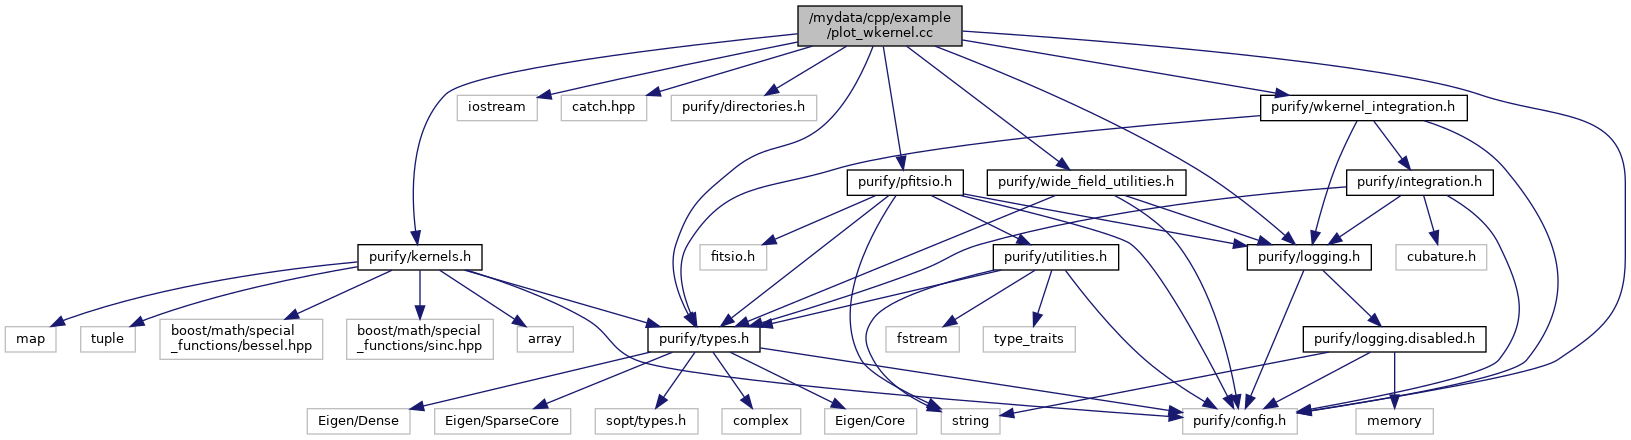 /mydata/cpp/example
/plot_wkernel.cc
iostream
catch.hpp
purify/directories.h
purify/wkernel_integration.h
purify/pfitsio.h
purify/wide_field_utilities.h
purify/integration.h
purify/kernels.h
fitsio.h
purify/utilities.h
purify/logging.h
cubature.h
map
tuple
boost/math/special
_functions/bessel.hpp
boost/math/special
_functions/sinc.hpp
array
purify/types.h
fstream
type_traits
purify/logging.disabled.h
Eigen/Dense
Eigen/SparseCore
sopt/types.h
complex
Eigen/Core
string
purify/config.h
memory